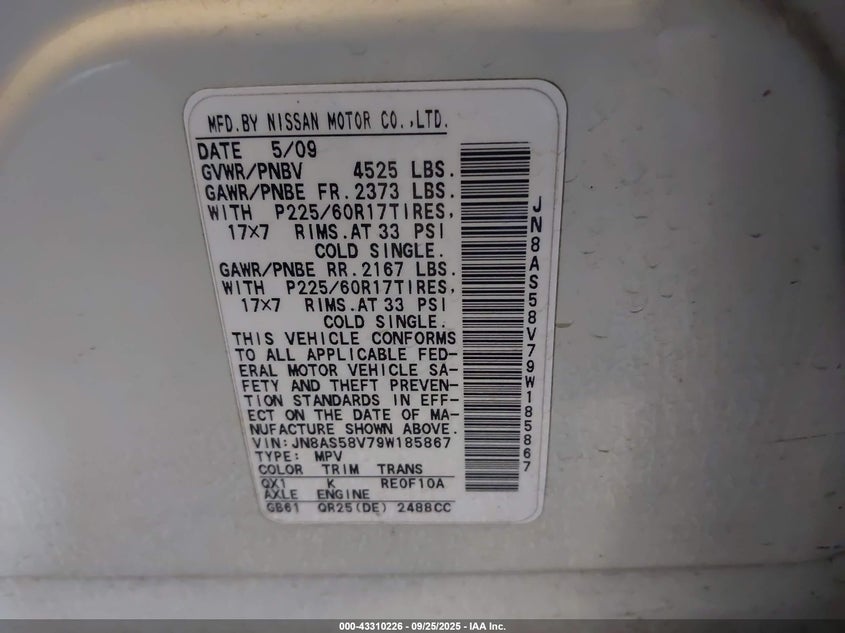 MFD.BY NISSAN MOTOR CO.,LTD.
DATE 5/09
GVWR/PNBV 4525 LBS.
GAWR/PNBE FR.2373 LBS.
WITH P225/60R17TIRES,
17×7 RIMS.AT 33 PSI
COLD SINGLE.
GAWR/PNBE RR.2167 LBS.
WITH P225/60R17TIRES,
17×7 RIMS.AT 33 PSI
COLD SINGLE.
THIS VEHICLE CONFORMS
TO ALL APPLICABLE FED-
ERAL MOTOR VEHICLE SA-
FETY AND THEFT PREVEN-
TION STANDARDS IN EFF-
ECT ON THE DATE OF MA-
NUFACTURE SHOWN ABOVE.
VIN:JN8AS58V79W185867
TYPE: MPV
COLOR TRIM TRANS
QX1 K RE0F10A
AXLE ENGINE
GB61 QR25(DE) 2488CC
JN8AS58V79W185867
000-43310226 - 09/25/2025 - IAA Inc.